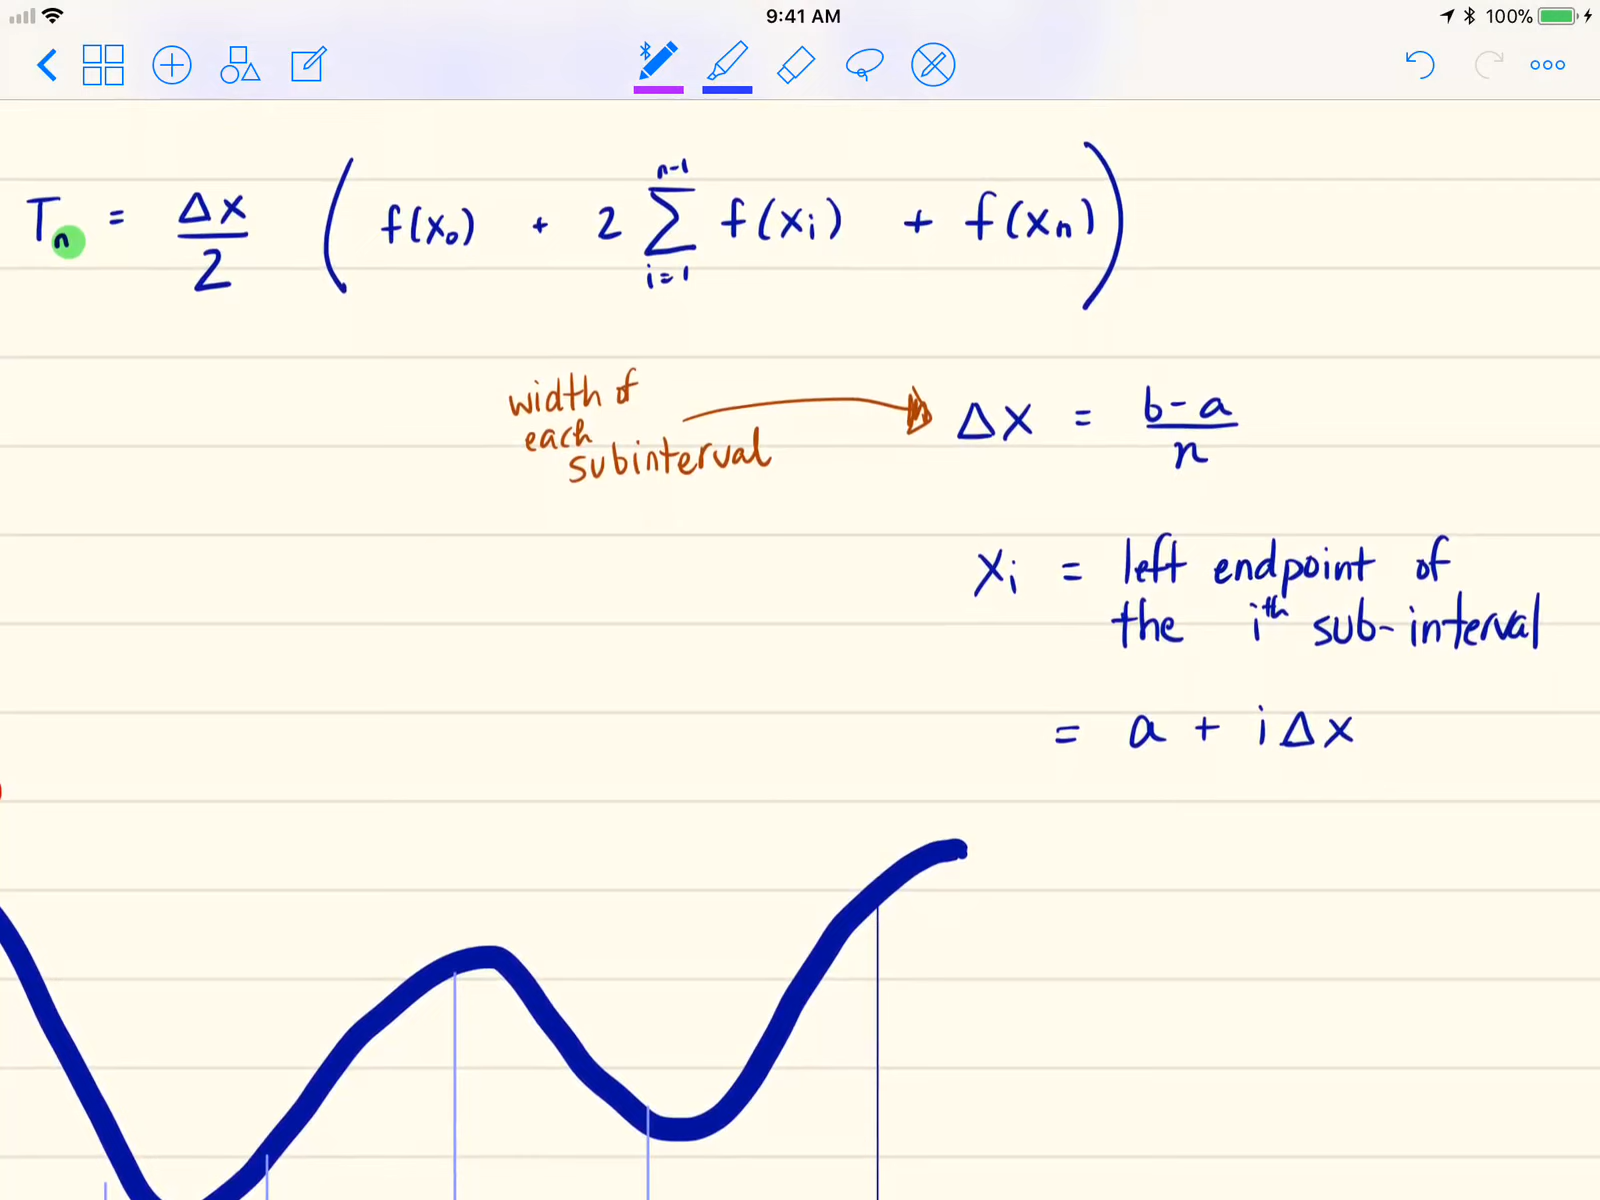 9:41 AM
100%
Tn = Δx/2 ( f(x₀) + 2 ∑_{i=1}^{n-1} f(xᵢ) + f(xₙ) )
width of
each
subinterval
Δx = b-a/n
xᵢ = left endpoint of
the iᵗʰ sub-interval
= a + iΔx